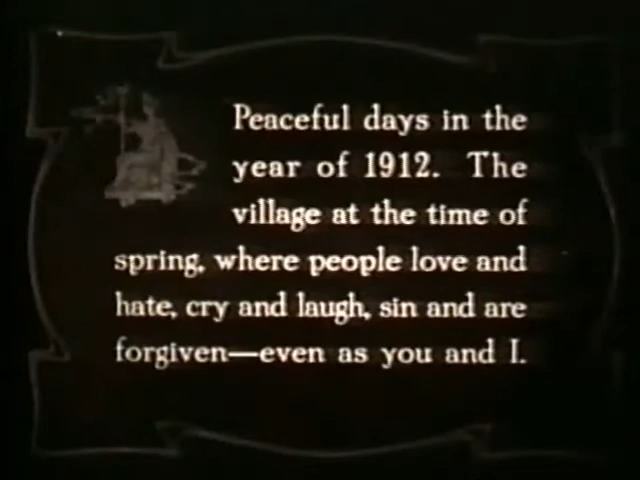 Peaceful days in the
year of 1912. The
village at the time of
spring, where people love and
hate, cry and laugh, sin and are
forgiven—even as you and I.